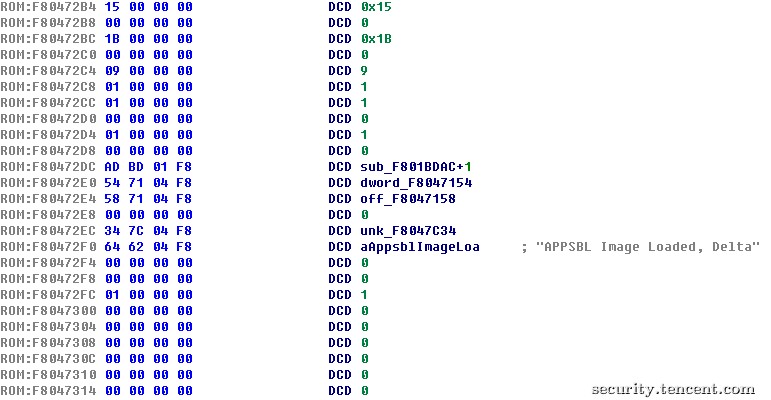 ROM:F80472B4 15 00 00 00 DCD 0x15
ROM:F80472B8 00 00 00 00 DCD 0
ROM:F80472BC 1B 00 00 00 DCD 0x1B
ROM:F80472C0 00 00 00 00 DCD 0
ROM:F80472C4 09 00 00 00 DCD 9
ROM:F80472C8 01 00 00 00 DCD 1
ROM:F80472CC 01 00 00 00 DCD 1
ROM:F80472D0 00 00 00 00 DCD 0
ROM:F80472D4 01 00 00 00 DCD 1
ROM:F80472D8 00 00 00 00 DCD 0
ROM:F80472DC AD BD 01 F8 DCD sub_F801BDAC+1
ROM:F80472E0 54 71 04 F8 DCD dword_F8047154
ROM:F80472E4 58 71 04 F8 DCD off_F8047158
ROM:F80472E8 00 00 00 00 DCD 0
ROM:F80472EC 34 7C 04 F8 DCD unk_F8047C34
ROM:F80472F0 64 62 04 F8 DCD aAppsblImageLoa ; "APPSBL Image Loaded, Delta"
ROM:F80472F4 00 00 00 00 DCD 0
ROM:F80472F8 00 00 00 00 DCD 0
ROM:F80472FC 01 00 00 00 DCD 1
ROM:F8047300 00 00 00 00 DCD 0
ROM:F8047304 00 00 00 00 DCD 0
ROM:F8047308 00 00 00 00 DCD 0
ROM:F804730C 00 00 00 00 DCD 0
ROM:F8047310 00 00 00 00 DCD 0
ROM:F8047314 00 00 00 00 DCD 0
security.tencent.com